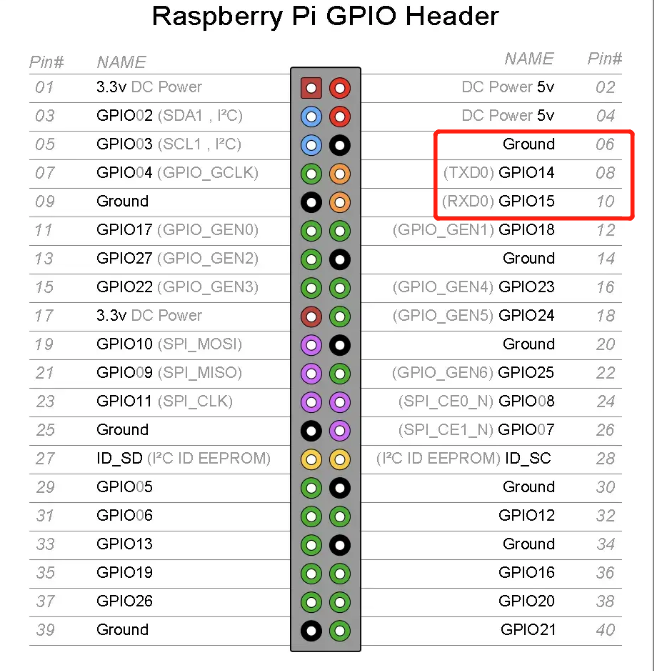 Raspberry Pi GPIO Header
Pin# NAME NAME Pin#
01 3.3v DC Power DC Power 5v 02
03 GPIO02 (SDA1 , I²C) DC Power 5v 04
05 GPIO03 (SCL1 , I²C) Ground 06
07 GPIO04 (GPIO_GCLK) (TXD0) GPIO14 08
09 Ground (RXD0) GPIO15 10
11 GPIO17 (GPIO_GEN0) (GPIO_GEN1) GPIO18 12
13 GPIO27 (GPIO_GEN2) Ground 14
15 GPIO22 (GPIO_GEN3) (GPIO_GEN4) GPIO23 16
17 3.3v DC Power (GPIO_GEN5) GPIO24 18
19 GPIO10 (SPI_MOSI) Ground 20
21 GPIO09 (SPI_MISO) (GPIO_GEN6) GPIO25 22
23 GPIO11 (SPI_CLK) (SPI_CE0_N) GPIO08 24
25 Ground (SPI_CE1_N) GPIO07 26
27 ID_SD (I²C ID EEPROM) (I²C ID EEPROM) ID_SC 28
29 GPIO05 Ground 30
31 GPIO06 GPIO12 32
33 GPIO13 Ground 34
35 GPIO19 GPIO16 36
37 GPIO26 GPIO20 38
39 Ground GPIO21 40